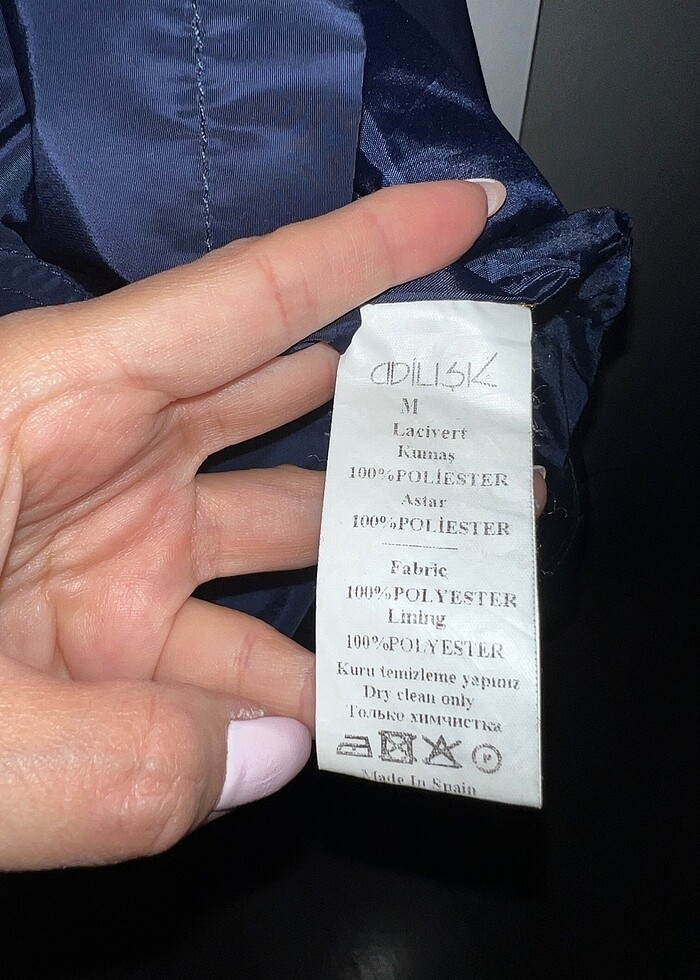 ADİLIŞIK
M
Lacivert
Kumaş
100%POLİESTER
Astar
100%POLİESTER
Fabric
100%POLYESTER
Lining
100%POLYESTER
Kuru temizleme yapınız
Dry clean only
Только химчистка
P
Made In Spain